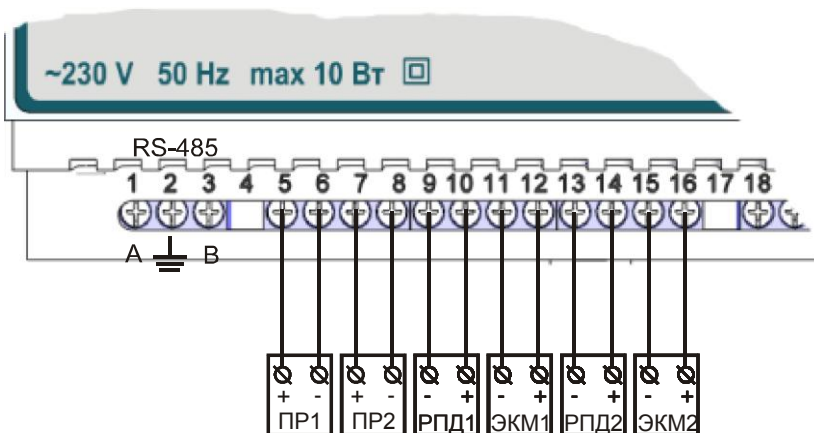 ~230 V 50 Hz max 10 Вт
RS-485
1 2 3 4 5 6 7 8 9 10 11 12 13 14 15 16 17 18
A B
+ - + - - + - + - + - +
ПР1 ПР2 РПД1 ЭКМ1 РПД2 ЭКМ2